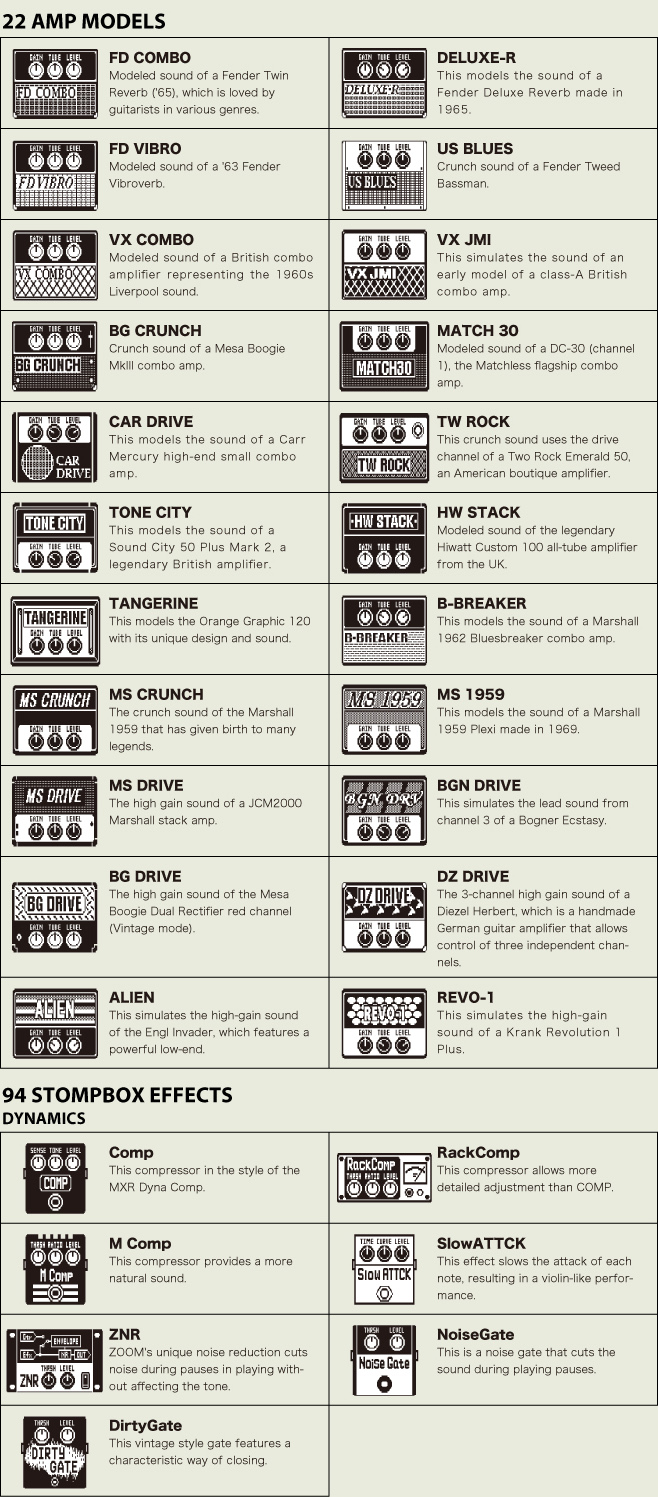 22 AMP MODELS
GAIN TUBE LEVEL
FD COMBO
FD COMBO
Modeled sound of a Fender Twin
Reverb ('65), which is loved by
guitarists in various genres.
GAIN TUBE LEVEL
DELUXE-R
DELUXE-R
This models the sound of a
Fender Deluxe Reverb made in
1965.
GAIN TUBE LEVEL
FD VIBRO
FD VIBRO
Modeled sound of a '63 Fender
Vibroverb.
GAIN TUBE LEVEL
US BLUES
US BLUES
Crunch sound of a Fender Tweed
Bassman.
GAIN TUBE LEVEL
VX COMBO
VX COMBO
Modeled sound of a British combo
amplifier representing the 1960s
Liverpool sound.
GAIN TUBE LEVEL
VX JMI
VX JMI
This simulates the sound of an
early model of a class-A British
combo amp.
GAIN TUBE LEVEL
BG CRUNCH
BG CRUNCH
Crunch sound of a Mesa Boogie
MkIII combo amp.
GAIN TUBE LEVEL
MATCH30
MATCH 30
Modeled sound of a DC-30 (channel
1), the Matchless flagship combo
amp.
GAIN TUBE LEVEL
CAR
DRIVE
CAR DRIVE
This models the sound of a Carr
Mercury high-end small combo
amp.
GAIN TUBE LEVEL
TW ROCK
TW ROCK
This crunch sound uses the drive
channel of a Two Rock Emerald 50,
an American boutique amplifier.
TONE CITY
GAIN TUBE LEVEL
TONE CITY
This models the sound of a
Sound City 50 Plus Mark 2, a
legendary British amplifier.
HW STACK
GAIN TUBE LEVEL
HW STACK
Modeled sound of the legendary
Hiwatt Custom 100 all-tube amplifier
from the UK.
TANGERINE
GAIN TUBE LEVEL
TANGERINE
This models the Orange Graphic 120
with its unique design and sound.
GAIN TUBE LEVEL
B-BREAKER
B-BREAKER
This models the sound of a Marshall
1962 Bluesbreaker combo amp.
MS CRUNCH
GAIN TUBE LEVEL
MS CRUNCH
The crunch sound of the Marshall
1959 that has given birth to many
legends.
MS 1959
GAIN TUBE LEVEL
MS 1959
This models the sound of a Marshall
1959 Plexi made in 1969.
MS DRIVE
GAIN TUBE LEVEL
MS DRIVE
The high gain sound of a JCM2000
Marshall stack amp.
BGN DRV
GAIN TUBE LEVEL
BGN DRIVE
This simulates the lead sound from
channel 3 of a Bogner Ecstasy.
BG DRIVE
GAIN TUBE LEVEL
BG DRIVE
The high gain sound of the Mesa
Boogie Dual Rectifier red channel
(Vintage mode).
DZ DRIVE
GAIN TUBE LEVEL
DZ DRIVE
The 3-channel high gain sound of a
Diezel Herbert, which is a handmade
German guitar amplifier that allows
control of three independent chan-
nels.
ALIEN
GAIN TUBE LEVEL
ALIEN
This simulates the high-gain sound
of the Engl Invader, which features a
powerful low-end.
REVO-1
GAIN TUBE LEVEL
REVO-1
This simulates the high-gain
sound of a Krank Revolution 1
Plus.
94 STOMPBOX EFFECTS
DYNAMICS
SENSE TONE LEVEL
COMP
Comp
This compressor in the style of the
MXR Dyna Comp.
RackComp
THRSH RATIO LEVEL
RackComp
This compressor allows more
detailed adjustment than COMP.
THRSH RATIO LEVEL
M Comp
M Comp
This compressor provides a more
natural sound.
TIME CURVE LEVEL
Slow ATTCK
SlowATTCK
This effect slows the attack of each
note, resulting in a violin-like perfor-
mance.
ENVELOPE
NR OUT
THRSH LEVEL
ZNR
ZNR
ZOOM's unique noise reduction cuts
noise during pauses in playing with-
out affecting the tone.
THRSH LEVEL
Noise Gate
NoiseGate
This is a noise gate that cuts the
sound during playing pauses.
THRSH LEVEL
DIRTY
GATE
DirtyGate
This vintage style gate features a
characteristic way of closing.